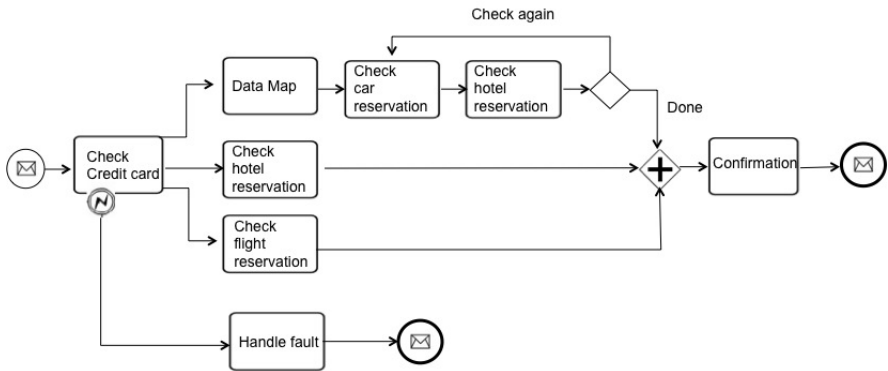 Check again
Data Map
Check
car
reservation
Check
hotel
reservation
Done
Check
Credit card
Check
hotel
reservation
Confirmation
Check
flight
reservation
Handle fault